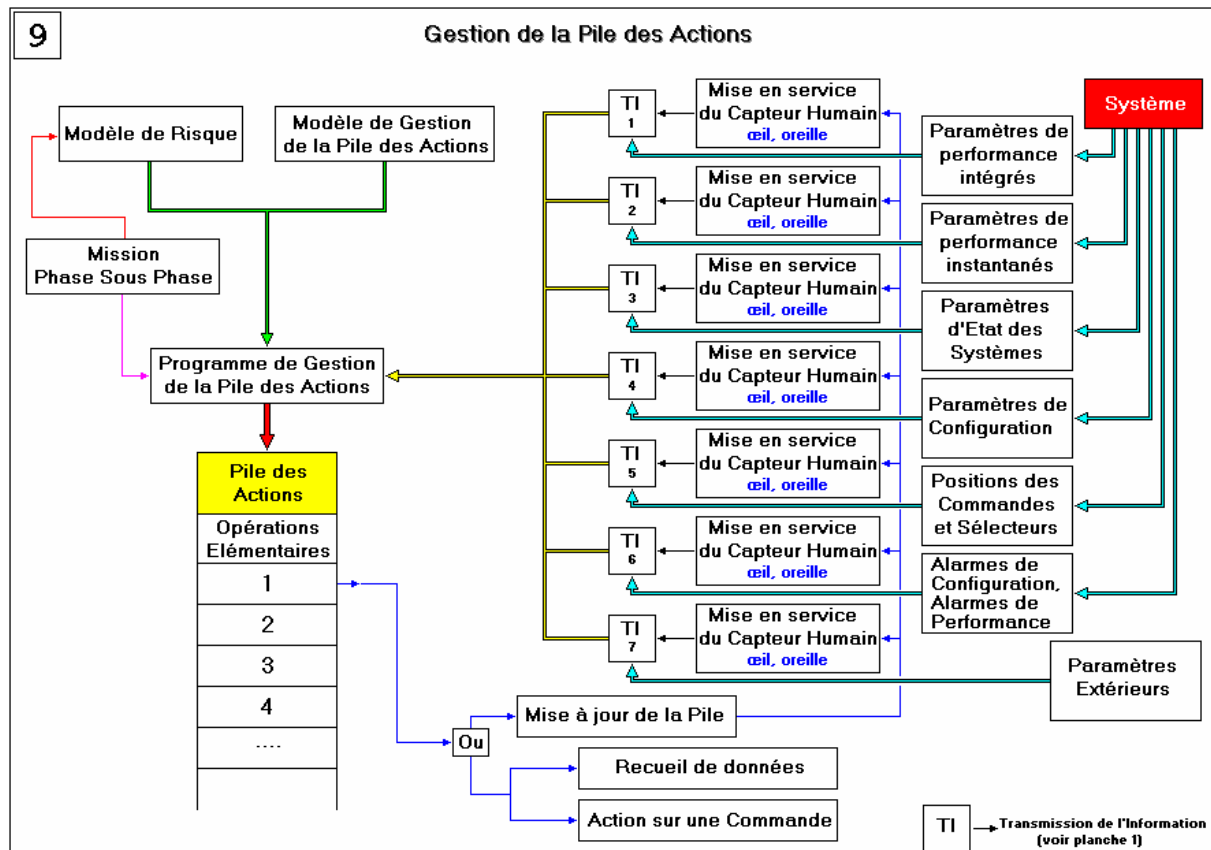 9
Gestion de la Pile des Actions
Modèle de Risque
Modèle de Gestion
de la Pile des Actions
Mission
Phase Sous Phase
Programme de Gestion
de la Pile des Actions
Pile des
Actions
Opérations
Elémentaires
1
2
3
4
....
TI
1
Mise en service
du Capteur Humain
œil, oreille
TI
2
Mise en service
du Capteur Humain
œil, oreille
TI
3
Mise en service
du Capteur Humain
œil, oreille
TI
4
Mise en service
du Capteur Humain
œil, oreille
TI
5
Mise en service
du Capteur Humain
œil, oreille
TI
6
Mise en service
du Capteur Humain
œil, oreille
TI
7
Mise en service
du Capteur Humain
œil, oreille
Système
Paramètres de
performance
intégrés
Paramètres de
performance
instantanés
Paramètres
d'Etat des
Systèmes
Paramètres de
Configuration
Positions des
Commandes
et Sélecteurs
Alarmes de
Configuration,
Alarmes de
Performance
Paramètres
Extérieurs
Ou
Mise à jour de la Pile
Recueil de données
Action sur une Commande
TI
Transmission de l'Information
(voir planche 1)